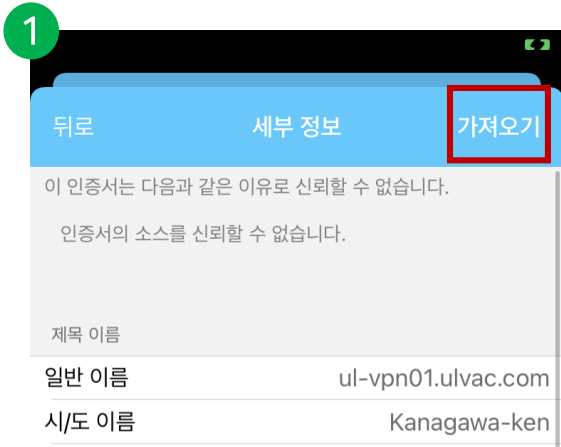 1
뒤로 세부 정보 가져오기
이 인증서는 다음과 같은 이유로 신뢰할 수 없습니다.
인증서의 소스를 신뢰할 수 없습니다.
제목 이름
일반 이름 ul-vpn01.ulvac.com
시/도 이름 Kanagawa-ken